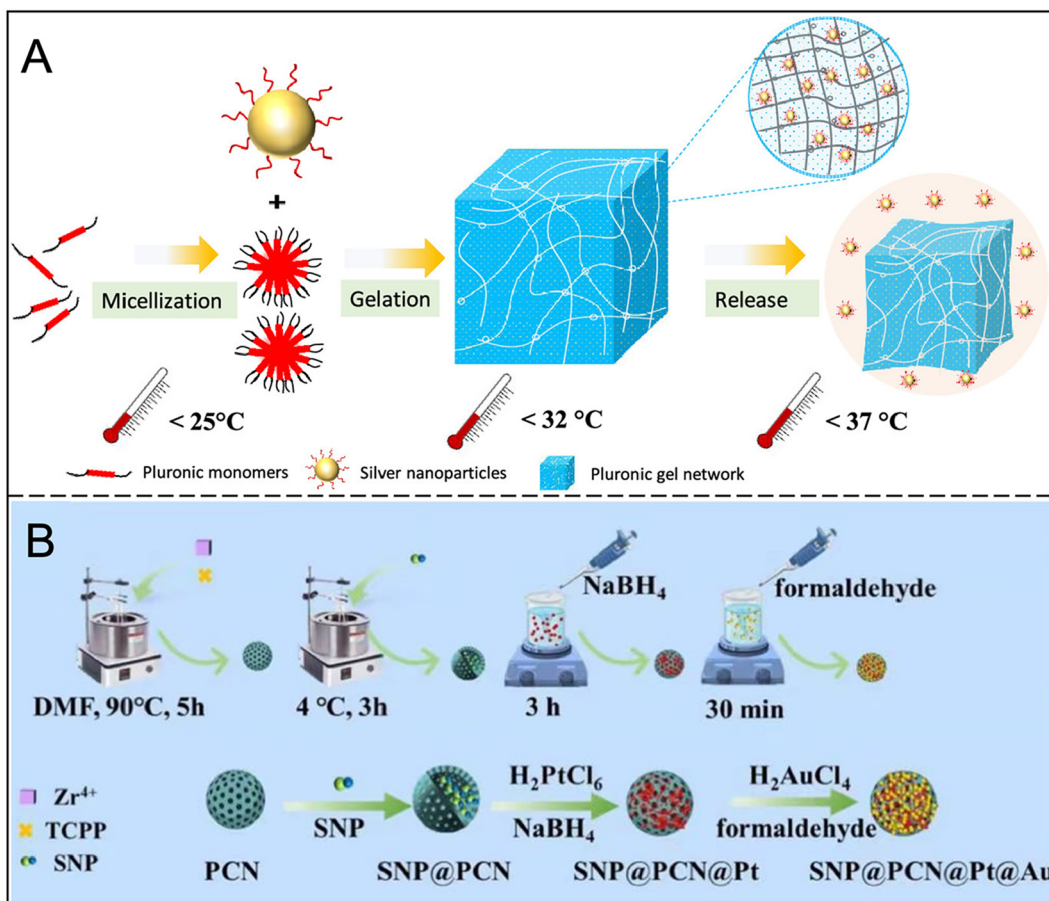 A
+
Micellization
Gelation
Release
< 25°C
< 32 °C
< 37 °C
Pluronic monomers
Silver nanoparticles
Pluronic gel network
B
NaBH4
formaldehyde
DMF, 90℃, 5h
4 ℃, 3h
3 h
30 min
Zr4+
TCPP
SNP
PCN
SNP
SNP@PCN
H2PtCl6
NaBH4
SNP@PCN@Pt
H2AuCl4
formaldehyde
SNP@PCN@Pt@Au